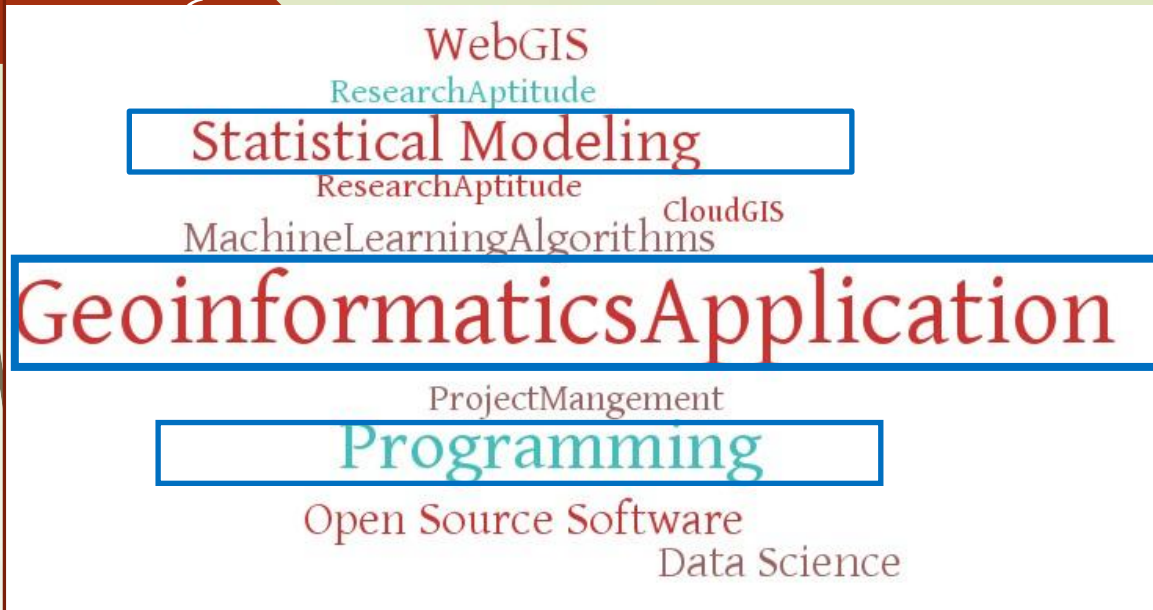 WebGIS
ResearchAptitude
Statistical Modeling
ResearchAptitude
CloudGIS
MachineLearningAlgorithms
GeoinformaticsApplication
ProjectMangement
Programming
Open Source Software
Data Science